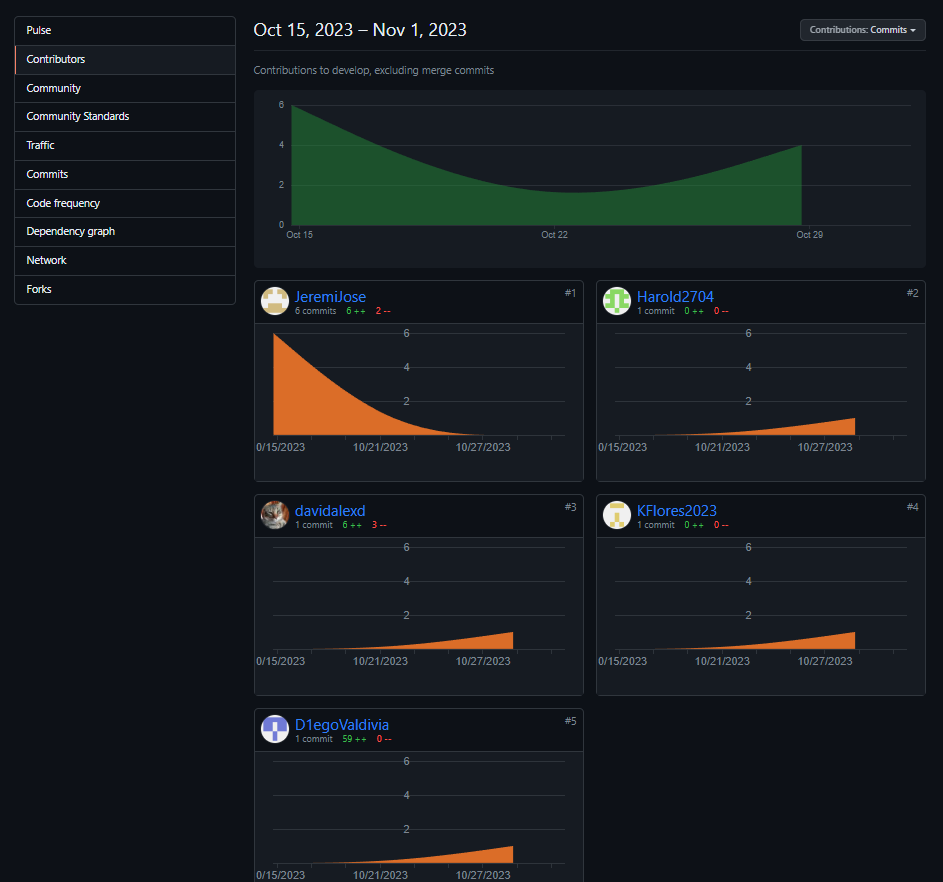 Pulse
Contributors
Community
Community Standards
Traffic
Commits
Code frequency
Dependency graph
Network
Forks
Oct 15, 2023 – Nov 1, 2023
Contributions: Commits
Contributions to develop, excluding merge commits
6
4
2
0
Oct 15 Oct 22 Oct 29
JeremiJose #1
6 commits 6 ++ 2 --
6
4
2
0/15/2023 10/21/2023 10/27/2023
Harold2704 #2
1 commit 0 ++ 0 --
6
4
2
0/15/2023 10/21/2023 10/27/2023
davidalexd #3
1 commit 6 ++ 3 --
6
4
2
0/15/2023 10/21/2023 10/27/2023
KFlores2023 #4
1 commit 0 ++ 0 --
6
4
2
0/15/2023 10/21/2023 10/27/2023
D1egoValdivia #5
1 commit 59 ++ 0 --
6
4
2
0/15/2023 10/21/2023 10/27/2023